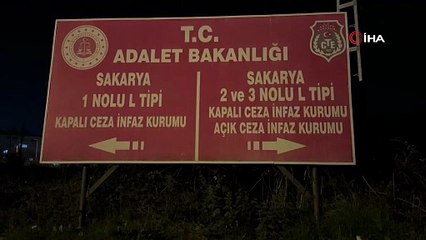 T.C.
ADALET BAKANLIĞI
SAKARYA
1 NOLU L TİPİ
KAPALI CEZA İNFAZ KURUMU
SAKARYA
2 ve 3 NOLU L TİPİ
KAPALI CEZA İNFAZ KURUMU
AÇIK CEZA İNFAZ KURUMU
CTE
İHA